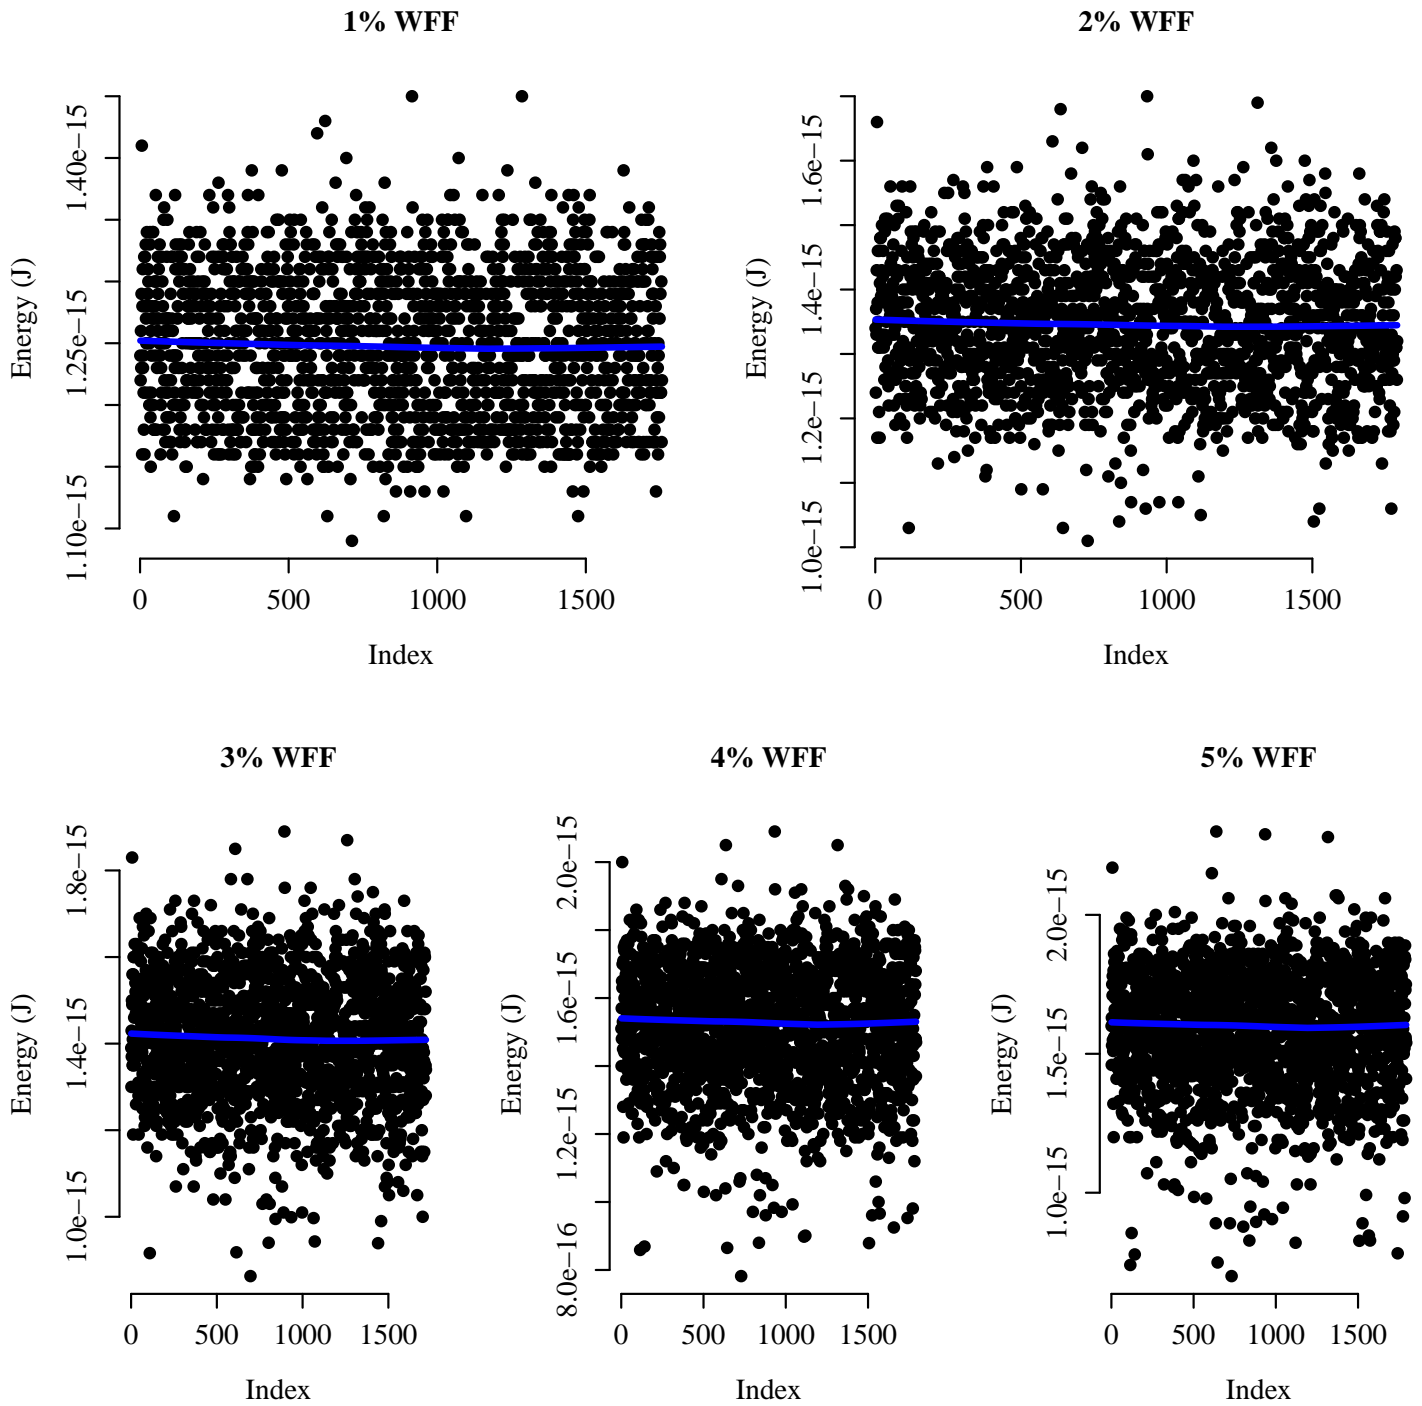 1% WFF
Energy (J)
1.10e−15 1.25e−15 1.40e−15
0 500 1000 1500
Index
2% WFF
Energy (J)
1.0e−15 1.2e−15 1.4e−15 1.6e−15
0 500 1000 1500
Index
3% WFF
Energy (J)
1.0e−15 1.4e−15 1.8e−15
0 500 1000 1500
Index
4% WFF
Energy (J)
8.0e−16 1.2e−15 1.6e−15 2.0e−15
0 500 1000 1500
Index
5% WFF
Energy (J)
1.0e−15 1.5e−15 2.0e−15
0 500 1000 1500
Index